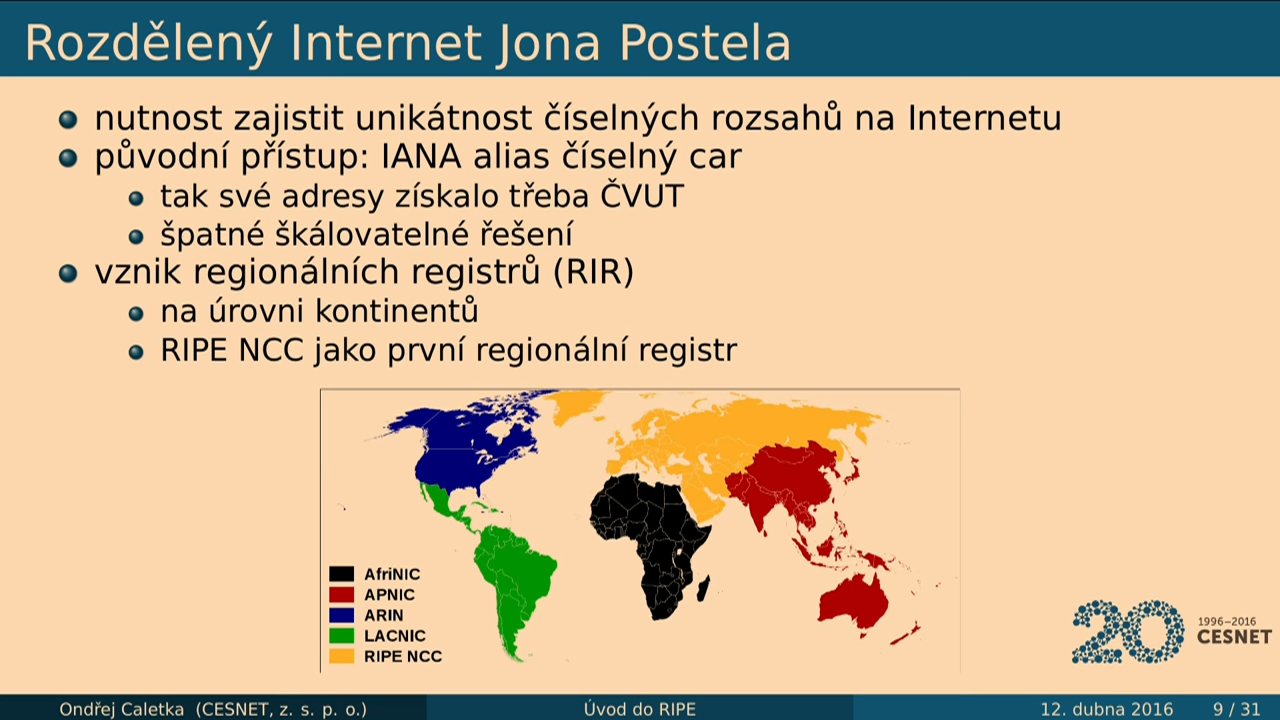 Rozdělený Internet Jona Postela
nutnost zajistit unikátnost číselných rozsahů na Internetu
původní přístup: IANA alias číselný car
tak své adresy získalo třeba ČVUT
špatné škálovatelné řešení
vznik regionálních registrů (RIR)
na úrovni kontinentů
RIPE NCC jako první regionální registr
AfriNIC
APNIC
ARIN
LACNIC
RIPE NCC
20 1996–2016
CESNET
Ondřej Caletka (CESNET, z. s. p. o.) Úvod do RIPE 12. dubna 2016 9 / 31